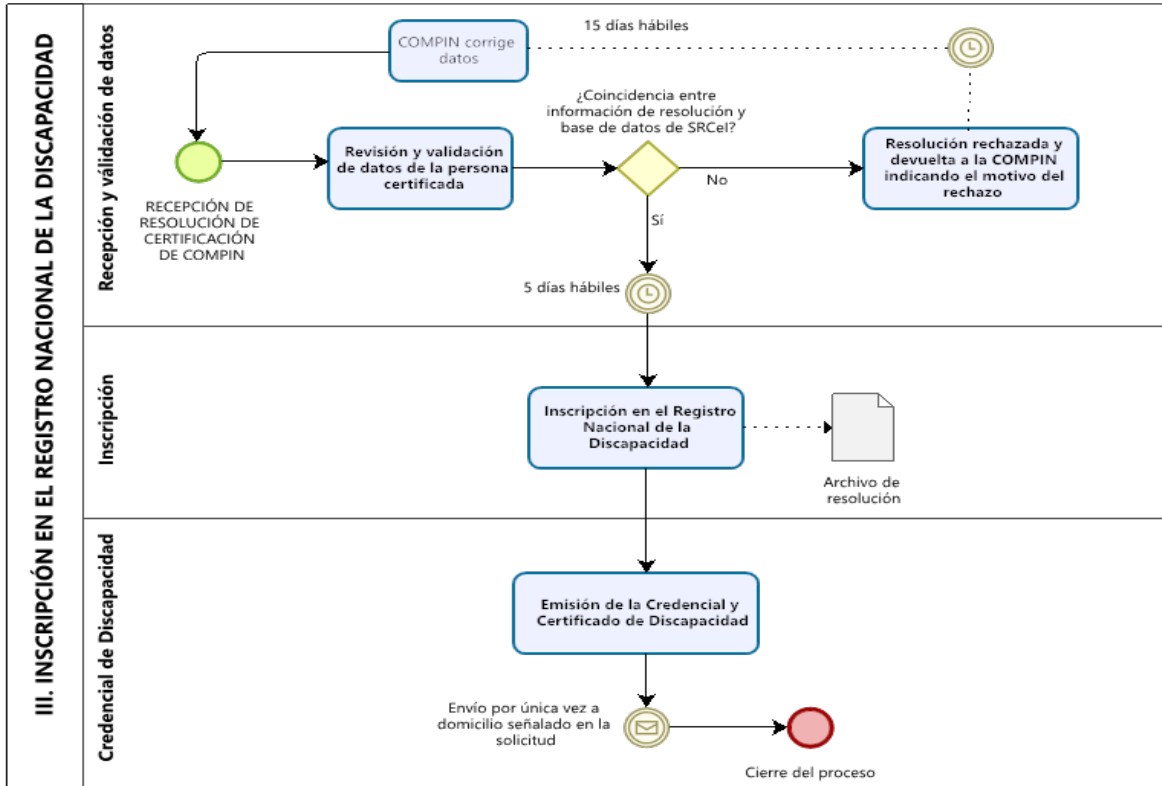 III. INSCRIPCIÓN EN EL REGISTRO NACIONAL DE LA DISCAPACIDAD
Recepción y válidación de datos
COMPIN corrige
datos
15 días hábiles
¿Coincidencia entre
información de resolución y
base de datos de SRCeI?
Revisión y validación
de datos de la persona
certificada
No
Resolución rechazada y
devuelta a la COMPIN
indicando el motivo del
rechazo
RECEPCIÓN DE
RESOLUCIÓN DE
CERTIFICACIÓN
DE COMPIN
Sí
5 días hábiles
Inscripción
Inscripción en el Registro
Nacional de la
Discapacidad
Archivo de
resolución
Credencial de Discapacidad
Emisión de la Credencial y
Certificado de Discapacidad
Envío por única vez a
domicilio señalado en la
solicitud
Cierre del proceso